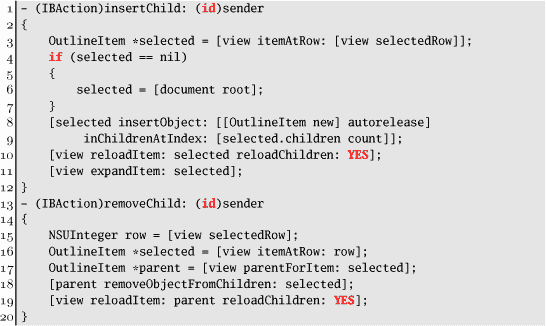 1 - (IBAction)insertChild: (id)sender
2 {
3     OutlineItem *selected = [view itemAtRow: [view selectedRow]];
4     if (selected == nil)
5     {
6         selected = [document root];
7     }
8     [selected insertObject: [[OutlineItem new] autorelease]
9          inChildrenAtIndex: [selected.children count]];
10     [view reloadItem: selected reloadChildren: YES];
11     [view expandItem: selected];
12 }
13 - (IBAction)removeChild: (id)sender
14 {
15     NSUInteger row = [view selectedRow];
16     OutlineItem *selected = [view itemAtRow: row];
17     OutlineItem *parent = [view parentForItem: selected];
18     [parent removeObjectFromChildren: selected];
19     [view reloadItem: parent reloadChildren: YES];
20 }